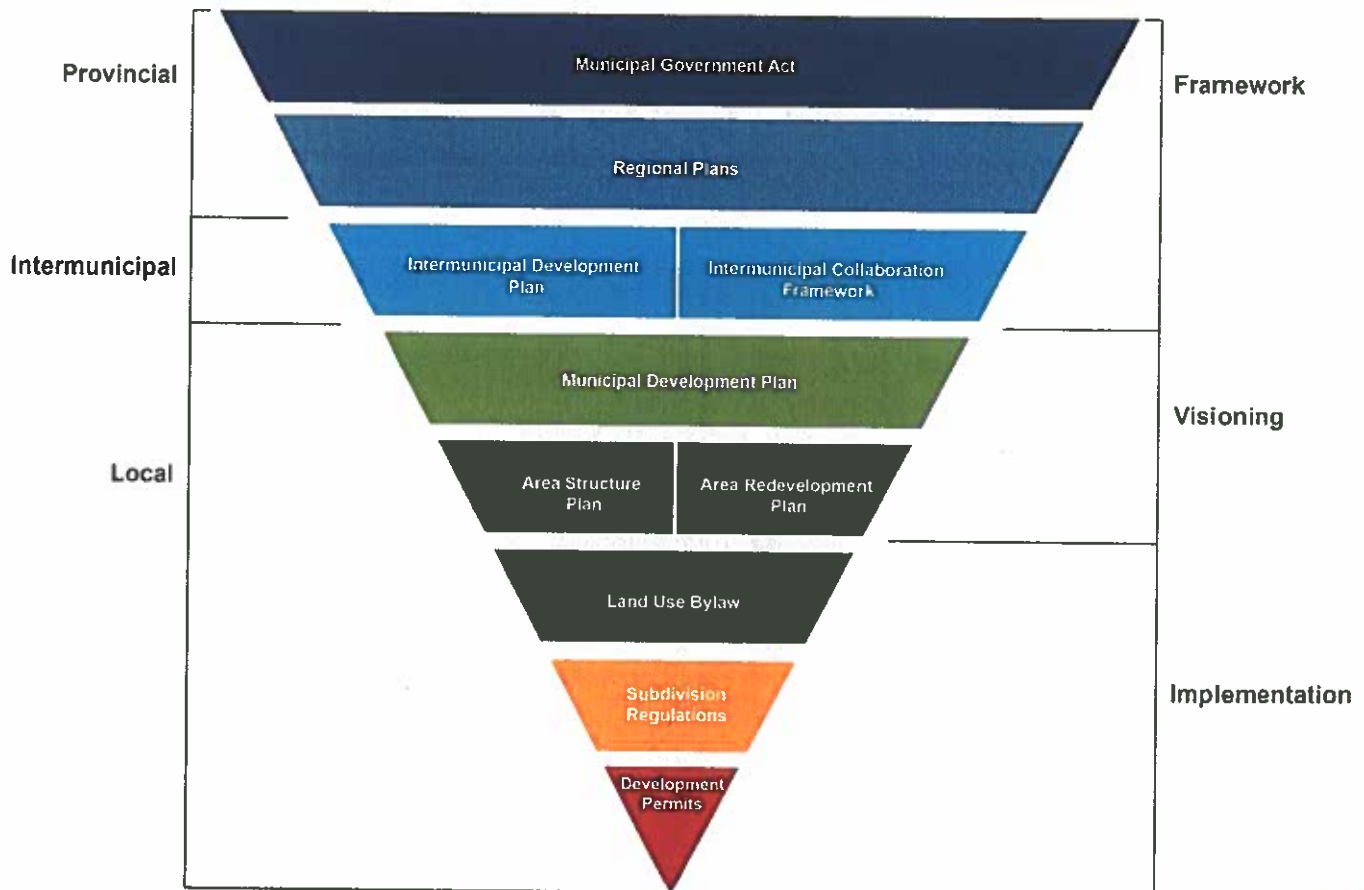 Provincial
Municipal Government Act
Framework
Regional Plans
Intermunicipal
Intermunicipal Development
Plan
Intermunicipal Collaboration
Framework
Municipal Development Plan
Visioning
Local
Area Structure
Plan
Area Redevelopment
Plan
Land Use Bylaw
Subdivision
Regulations
Implementation
Development
Permits